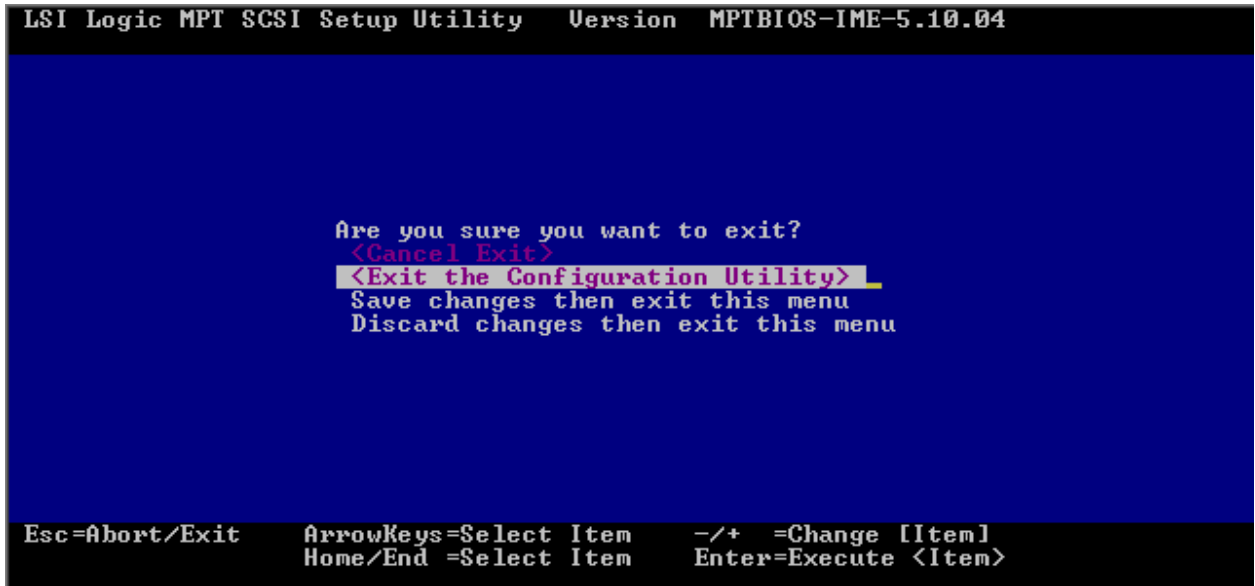 LSI Logic MPT SCSI Setup Utility Version MPTBIOS-IME-5.10.04
Are you sure you want to exit?
<Cancel Exit>
<Exit the Configuration Utility>
Save changes then exit this menu
Discard changes then exit this menu
Esc=Abort/Exit ArrowKeys=Select Item -/+ =Change [Item]
Home/End =Select Item Enter=Execute <Item>